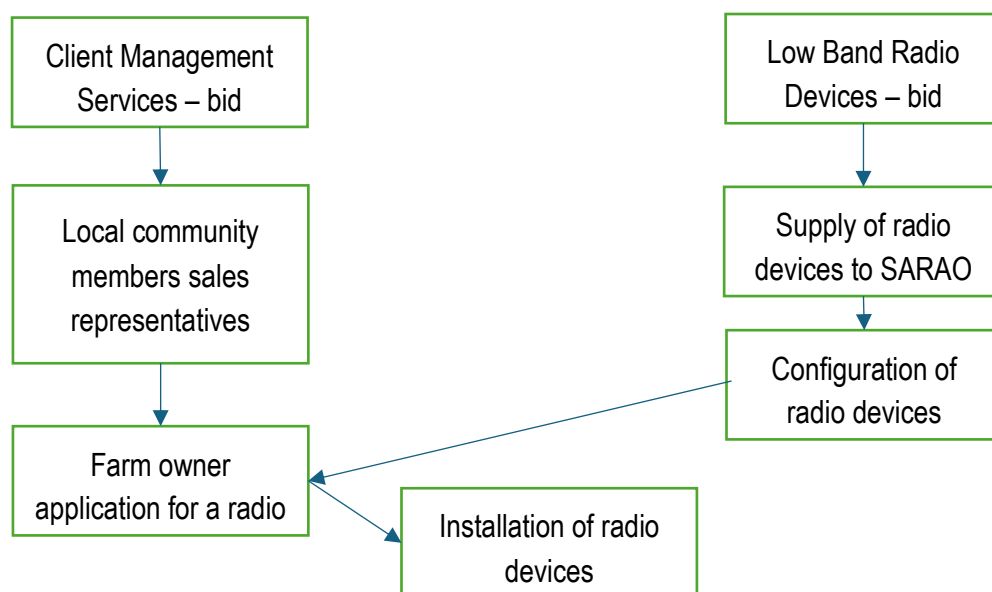 Client Management
Services – bid
Low Band Radio
Devices – bid
Local community
members sales
representatives
Supply of radio
devices to SARAO
Configuration of
radio devices
Farm owner
application for a radio
Installation of radio
devices